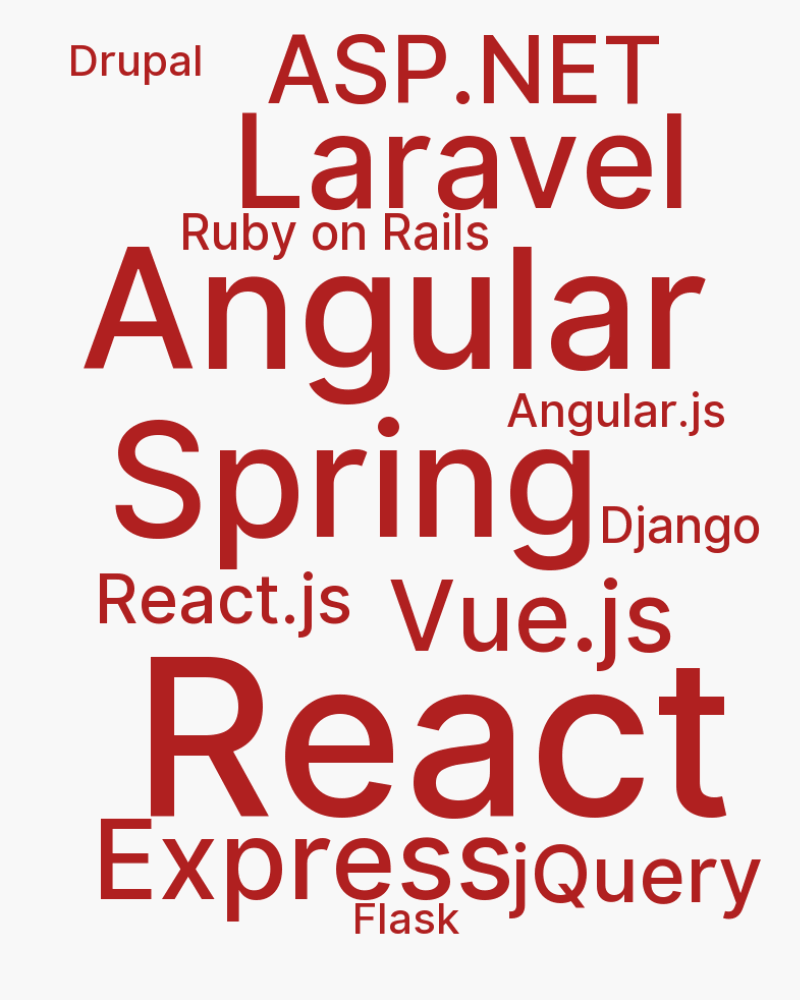 Drupal
ASP.NET
Laravel
Ruby on Rails
Angular
Angular.js
Spring
Django
React.js
Vue.js
React
Express
jQuery
Flask